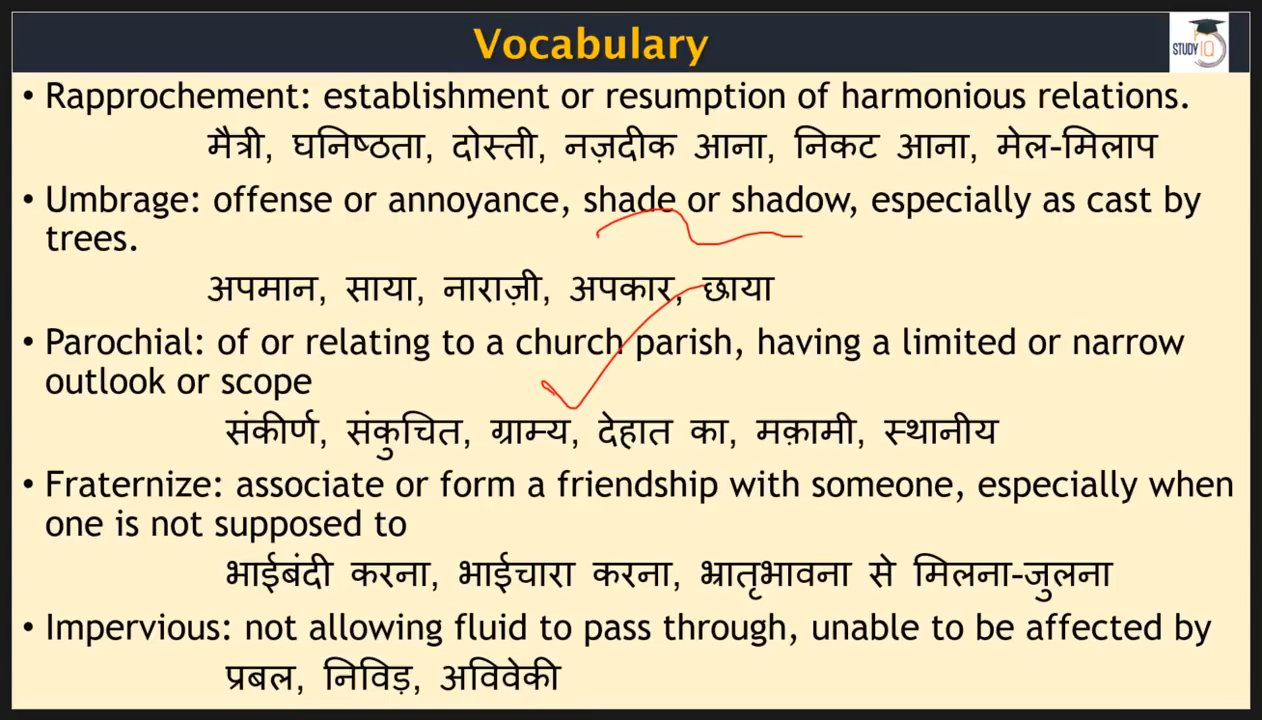 Vocabulary
STUDY IQ
• Rapprochement: establishment or resumption of harmonious relations.
मैत्री, घनिष्ठता, दोस्ती, नज़दीक आना, निकट आना, मेल-मिलाप
• Umbrage: offense or annoyance, shade or shadow, especially as cast by
trees.
अपमान, साया, नाराज़ी, अपकार, छाया
• Parochial: of or relating to a church parish, having a limited or narrow
outlook or scope
संकीर्ण, संकुचित, ग्राम्य, देहात का, मक़ामी, स्थानीय
• Fraternize: associate or form a friendship with someone, especially when
one is not supposed to
भाईबंदी करना, भाईचारा करना, भ्रातृभावना से मिलना-जुलना
• Impervious: not allowing fluid to pass through, unable to be affected by
प्रबल, निविड़, अविवेकी